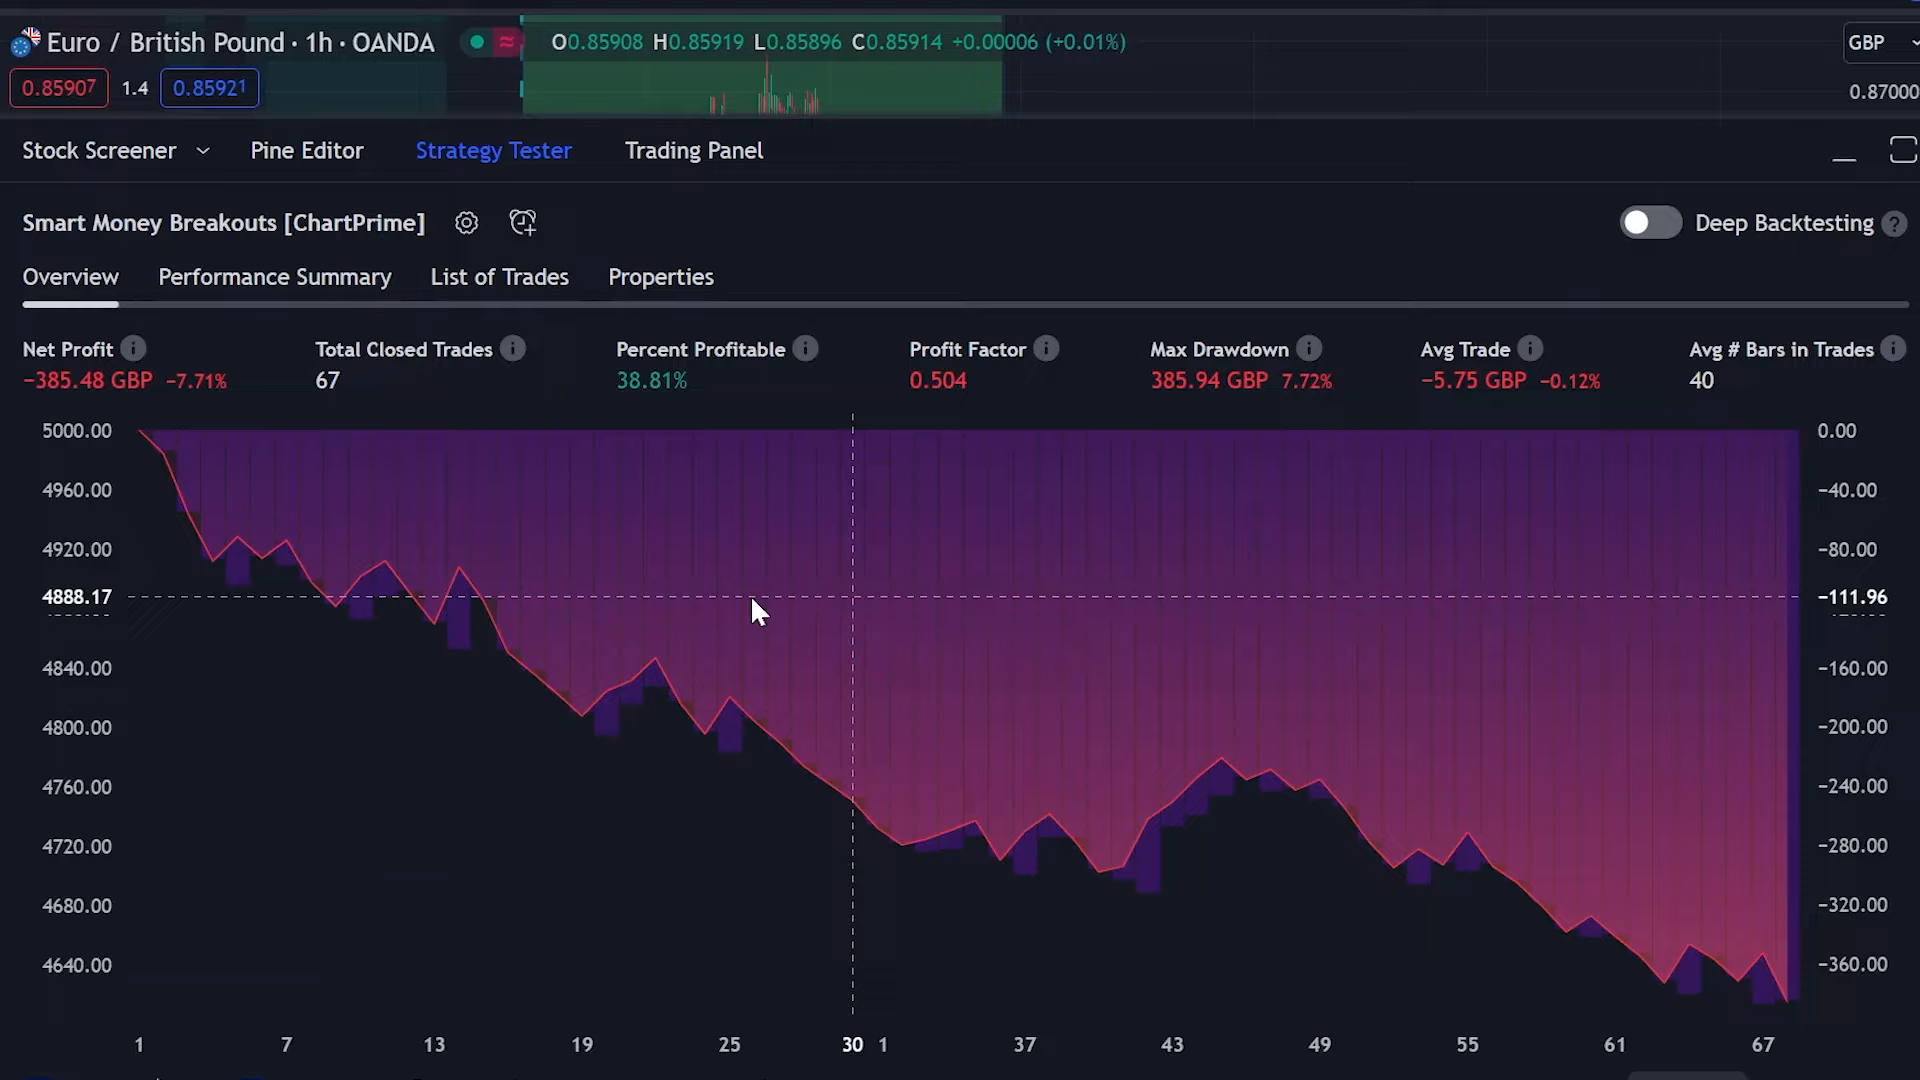 Euro / British Pound · 1h · OANDA
O0.85908 H0.85919 L0.85896 C0.85914 +0.00006 (+0.01%)
GBP
0.85907 1.4 0.85921
0.87000
Stock Screener Pine Editor Strategy Tester Trading Panel
Smart Money Breakouts [ChartPrime]
Deep Backtesting ?
Overview Performance Summary List of Trades Properties
Net Profit Total Closed Trades Percent Profitable Profit Factor Max Drawdown Avg Trade Avg # Bars in Trades
−385.48 GBP −7.71% 67 38.81% 0.504 385.94 GBP 7.72% −5.75 GBP −0.12% 40
5000.00 0.00
4960.00 −40.00
4920.00 −80.00
4888.17 −111.96
4840.00 −160.00
4800.00 −200.00
4760.00 −240.00
4720.00 −280.00
4680.00 −320.00
4640.00 −360.00
1 7 13 19 25 30 1 37 43 49 55 61 67